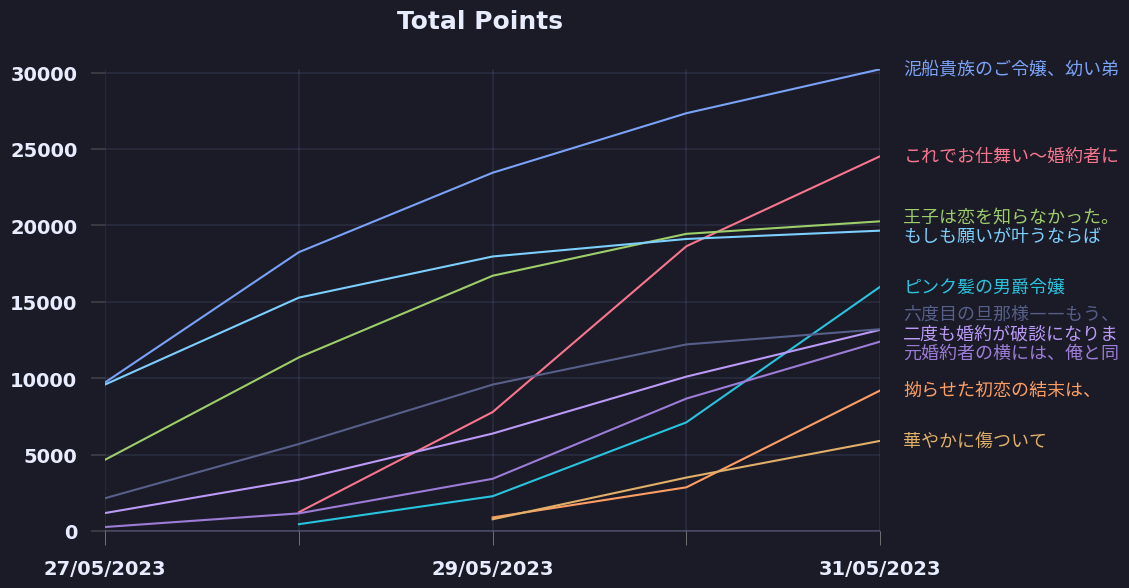 Total Points
30000
25000
20000
15000
10000
5000
0
27/05/2023
29/05/2023
31/05/2023
泥船貴族のご令嬢、幼い弟
これでお仕舞い～婚約者に
王子は恋を知らなかった。
もしも願いが叶うならば
ピンク髪の男爵令嬢
六度目の旦那様——もう、
二度も婚約が破談になりま
元婚約者の横には、俺と同
拗らせた初恋の結末は、
華やかに傷ついて